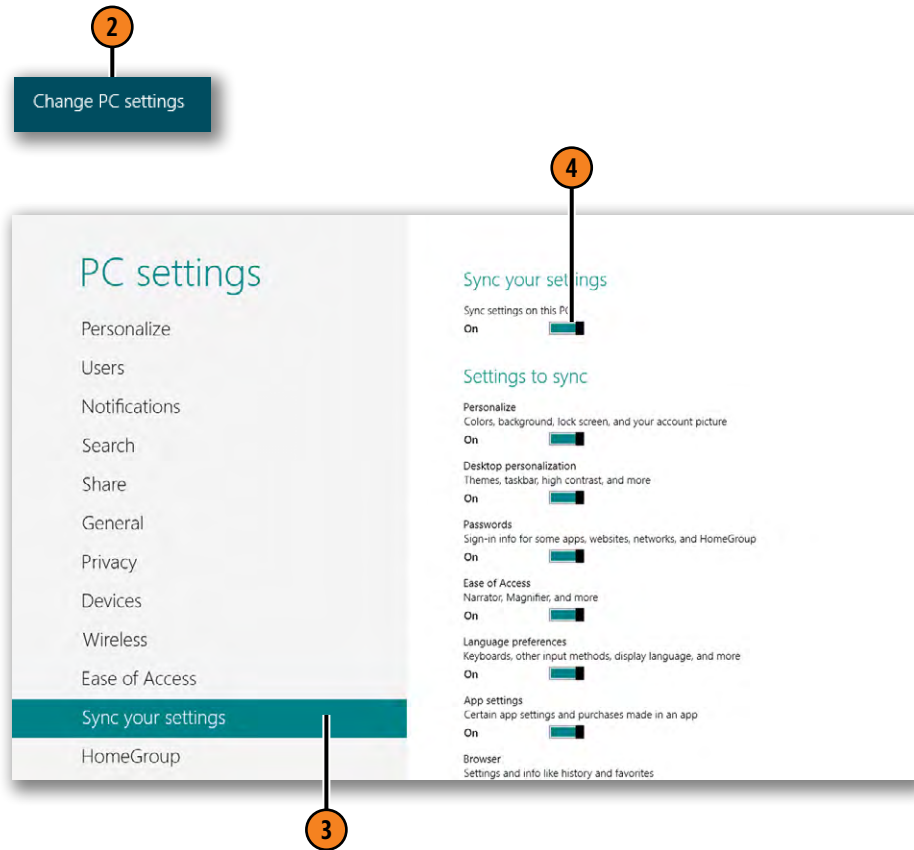 2
Change PC settings
4
PC settings
Personalize
Users
Notifications
Search
Share
General
Privacy
Devices
Wireless
Ease of Access
Sync your settings
HomeGroup
Sync your settings
Sync settings on this PC
On
Settings to sync
Personalize
Colors, background, lock screen, and your account picture
On
Desktop personalization
Themes, taskbar, high contrast, and more
On
Passwords
Sign-in info for some apps, websites, networks, and HomeGroup
On
Ease of Access
Narrator, Magnifier, and more
On
Language preferences
Keyboards, other input methods, display language, and more
On
App settings
Certain app settings and purchases made in an app
On
Browser
Settings and info like history and favorites
3